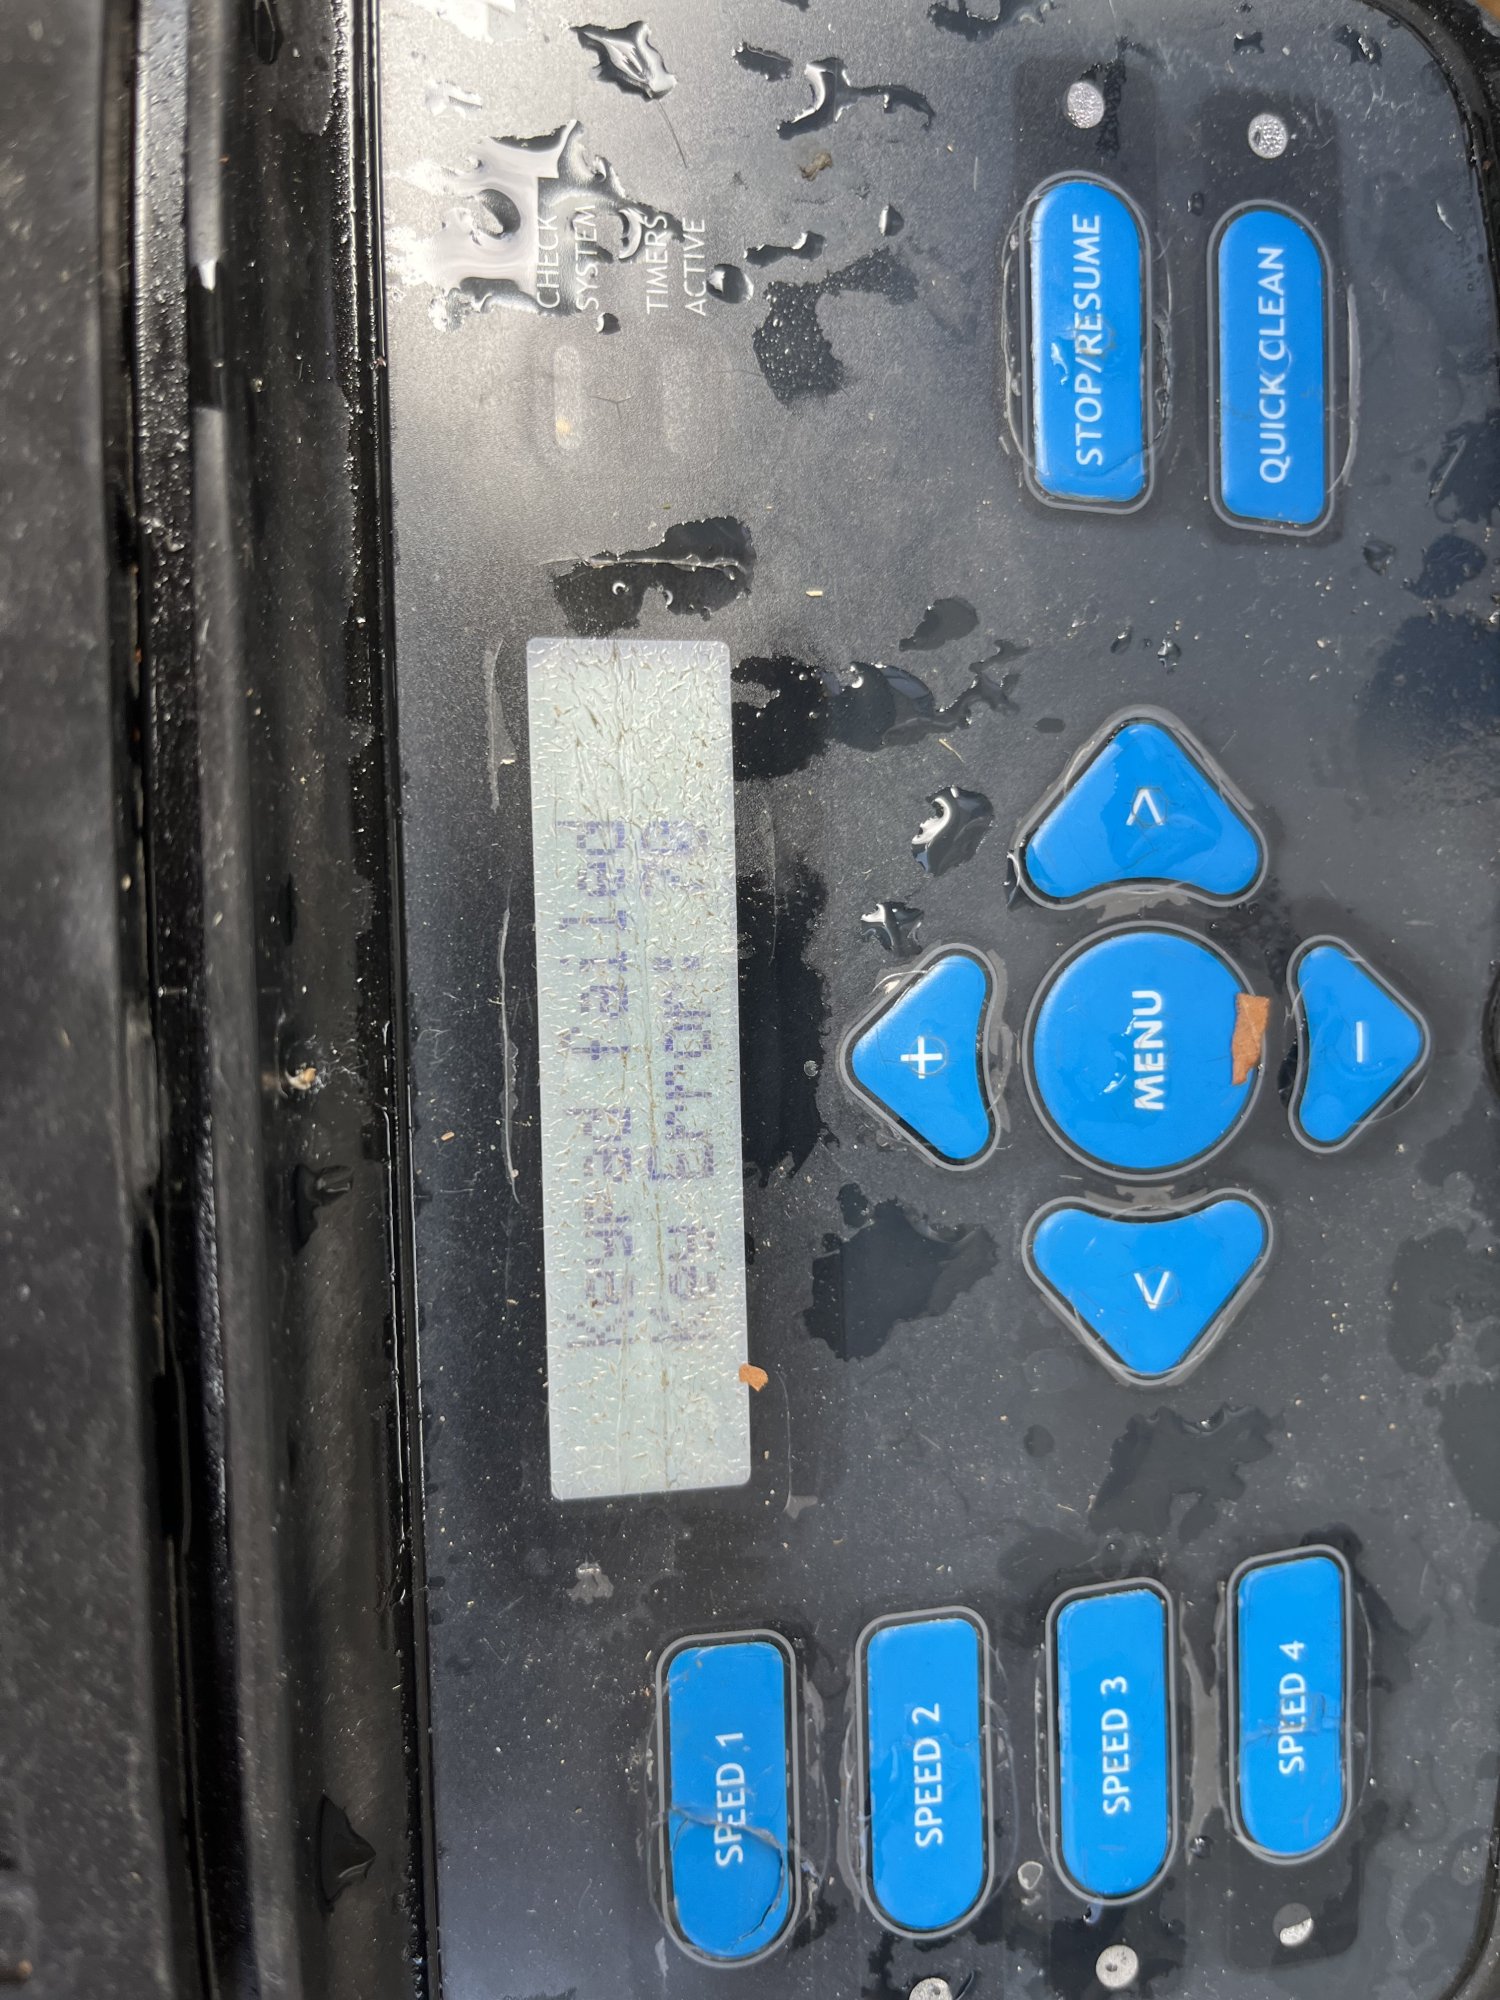 CHECK
SYSTEM
TIMERS
ACTIVE
Keypad failed
Key Error:
SPEED 1
SPEED 2
SPEED 3
SPEED 4
+
<
MENU
>
-
STOP/RESUME
QUICK CLEAN